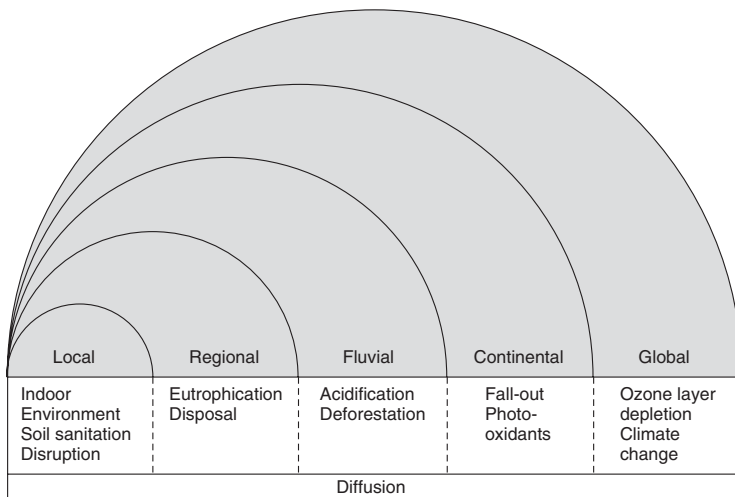 Local
Regional
Fluvial
Continental
Global
Indoor
Environment
Soil sanitation
Disruption
Eutrophication
Disposal
Acidification
Deforestation
Fall-out
Photo-
oxidants
Ozone layer
depletion
Climate
change
Diffusion